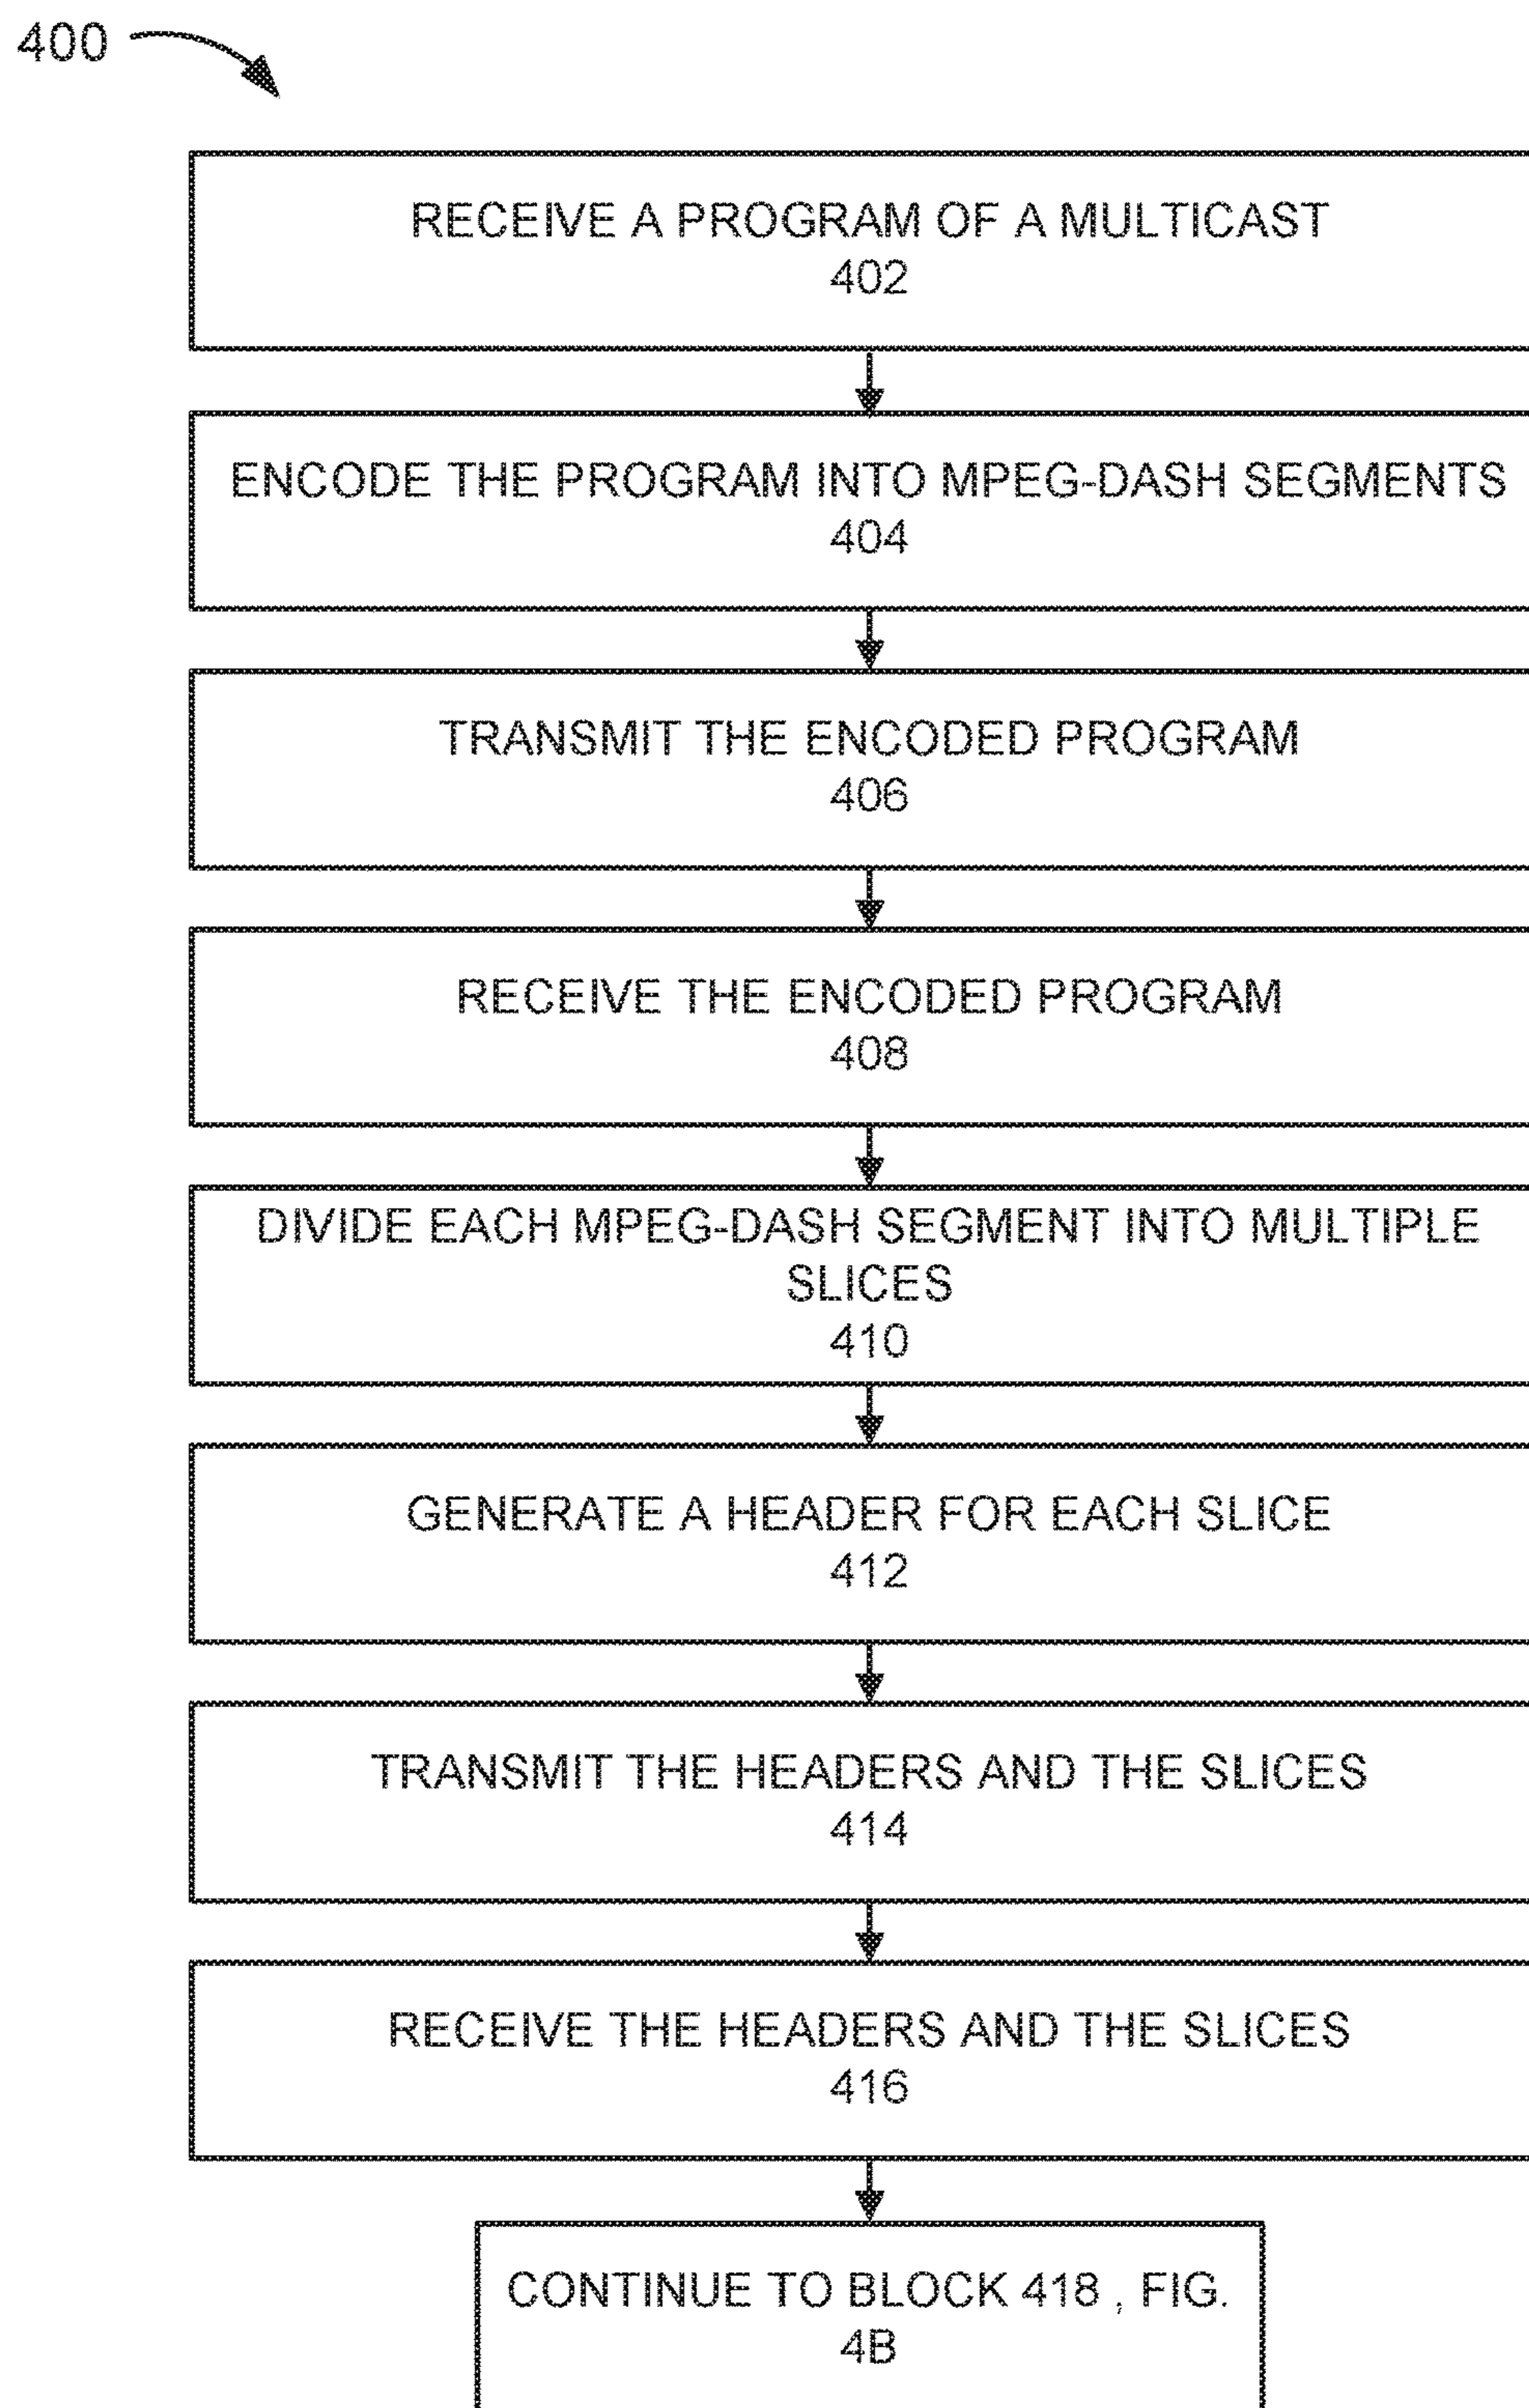 400
RECEIVE A PROGRAM OF A MULTICAST
402
ENCODE THE PROGRAM INTO MPEG-DASH SEGMENTS
404
TRANSMIT THE ENCODED PROGRAM
406
RECEIVE THE ENCODED PROGRAM
408
DIVIDE EACH MPEG-DASH SEGMENT INTO MULTIPLE
SLICES
410
GENERATE A HEADER FOR EACH SLICE
412
TRANSMIT THE HEADERS AND THE SLICES
414
RECEIVE THE HEADERS AND THE SLICES
416
CONTINUE TO BLOCK 418 , FIG.
4B